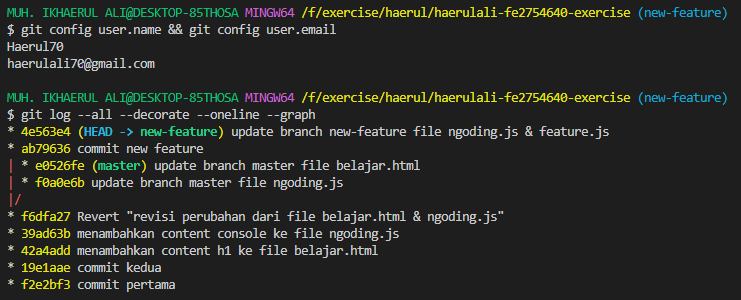 MUH. IKHAERUL ALI@DESKTOP-85THOSA MINGW64 /f/exercise/haerul/haerulali-fe2754640-exercise (new-feature)
$ git config user.name && git config user.email
Haerul70
haerulali70@gmail.com
MUH. IKHAERUL ALI@DESKTOP-85THOSA MINGW64 /f/exercise/haerul/haerulali-fe2754640-exercise (new-feature)
$ git log --all --decorate --oneline --graph
* 4e563e4 (HEAD -> new-feature) update branch new-feature file ngoding.js & feature.js
* ab79636 commit new feature
| * e0526fe (master) update branch master file belajar.html
| * f0a0e6b update branch master file ngoding.js
|/
* f6dfa27 Revert "revisi perubahan dari file belajar.html & ngoding.js"
* 39ad63b menambahkan content console ke file ngoding.js
* 42a4add menambahkan content h1 ke file belajar.html
* 19e1aae commit kedua
* f2e2bf3 commit pertama